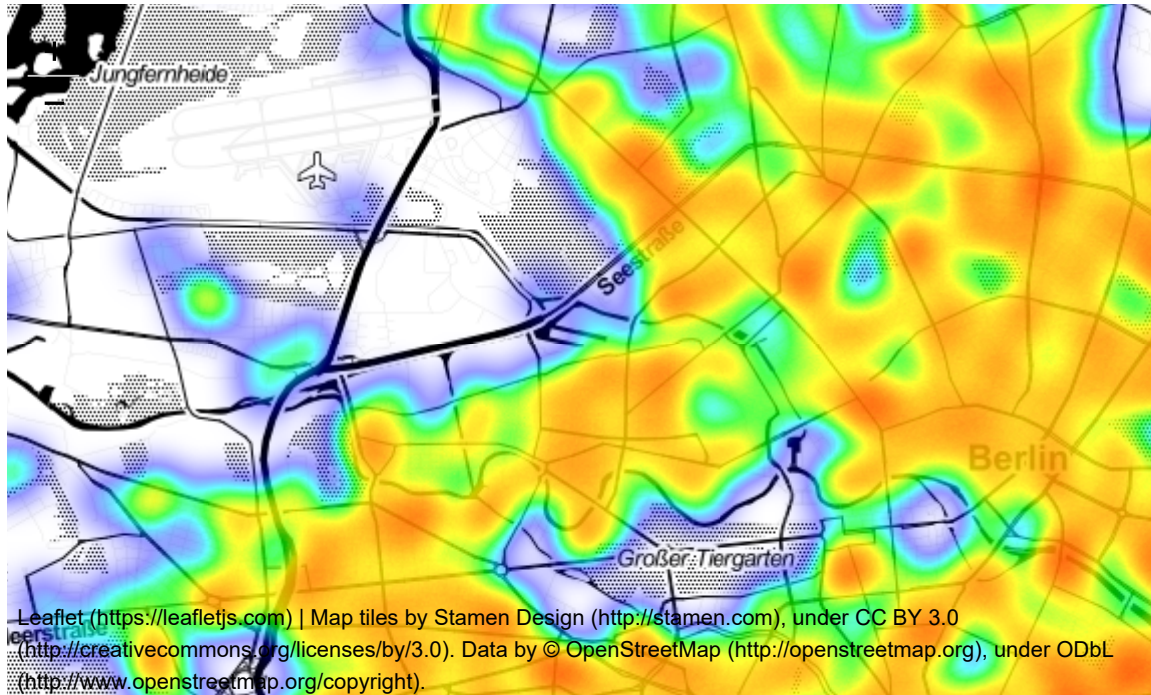 Jungfernheide
Seestraße
Berlin
Großer Tiergarten
Leaflet (https://leafletjs.com) | Map tiles by Stamen Design (http://stamen.com), under CC BY 3.0
eerstraße
(http://creativecommons.org/licenses/by/3.0). Data by © OpenStreetMap (http://openstreetmap.org), under ODbL
(http://www.openstreetmap.org/copyright).